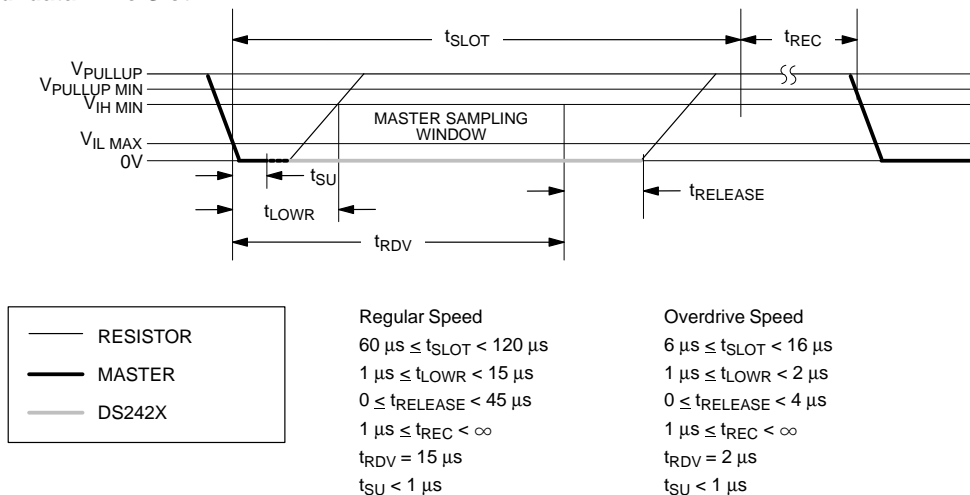 tSLOT
tREC
VPULLUP
VPULLUP MIN
VIH MIN
MASTER SAMPLING
WINDOW
VIL MAX
0V
tSU
tRELEASE
tLOWR
tRDV
RESISTOR
MASTER
DS242X
Regular Speed
60 µs ≤ tSLOT < 120 µs
1 µs ≤ tLOWR < 15 µs
0 ≤ tRELEASE < 45 µs
1 µs ≤ tREC < ∞
tRDV = 15 µs
tSU < 1 µs
Overdrive Speed
6 µs ≤ tSLOT < 16 µs
1 µs ≤ tLOWR < 2 µs
0 ≤ tRELEASE < 4 µs
1 µs ≤ tREC < ∞
tRDV = 2 µs
tSU < 1 µs